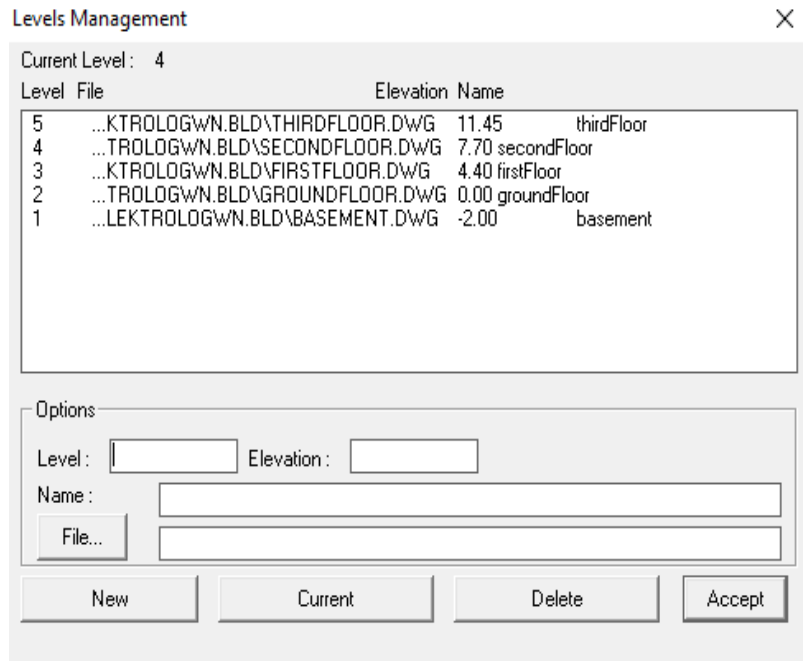 Levels Management
Current Level : 4
Level File Elevation Name
5 ...KTROLOGWN.BLD\THIRDFLOOR.DWG 11.45 thirdFloor
4 ...TROLOGWN.BLD\SECONDFLOOR.DWG 7.70 secondFloor
3 ...KTROLOGWN.BLD\FIRSTFLOOR.DWG 4.40 firstFloor
2 ...TROLOGWN.BLD\GROUNDFLOOR.DWG 0.00 groundFloor
1 ...LEKTROLOGWN.BLD\BASEMENT.DWG -2.00 basement
Options
Level : Elevation :
Name :
File...
New Current Delete Accept